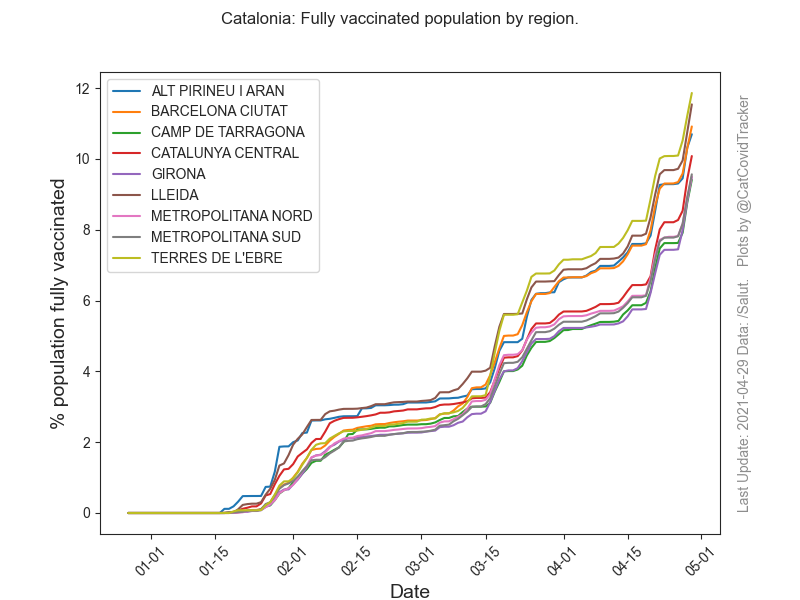 Catalonia: Fully vaccinated population by region.
12
10
8
6
4
2
0
% population fully vaccinated
ALT PIRINEU I ARAN
BARCELONA CIUTAT
CAMP DE TARRAGONA
CATALUNYA CENTRAL
GIRONA
LLEIDA
METROPOLITANA NORD
METROPOLITANA SUD
TERRES DE L'EBRE
01-01
01-15
02-01
02-15
03-01
03-15
04-01
04-15
05-01
Date
Last Update: 2021-04-29 Data: /Salut.   Plots by @CatCovidTracker